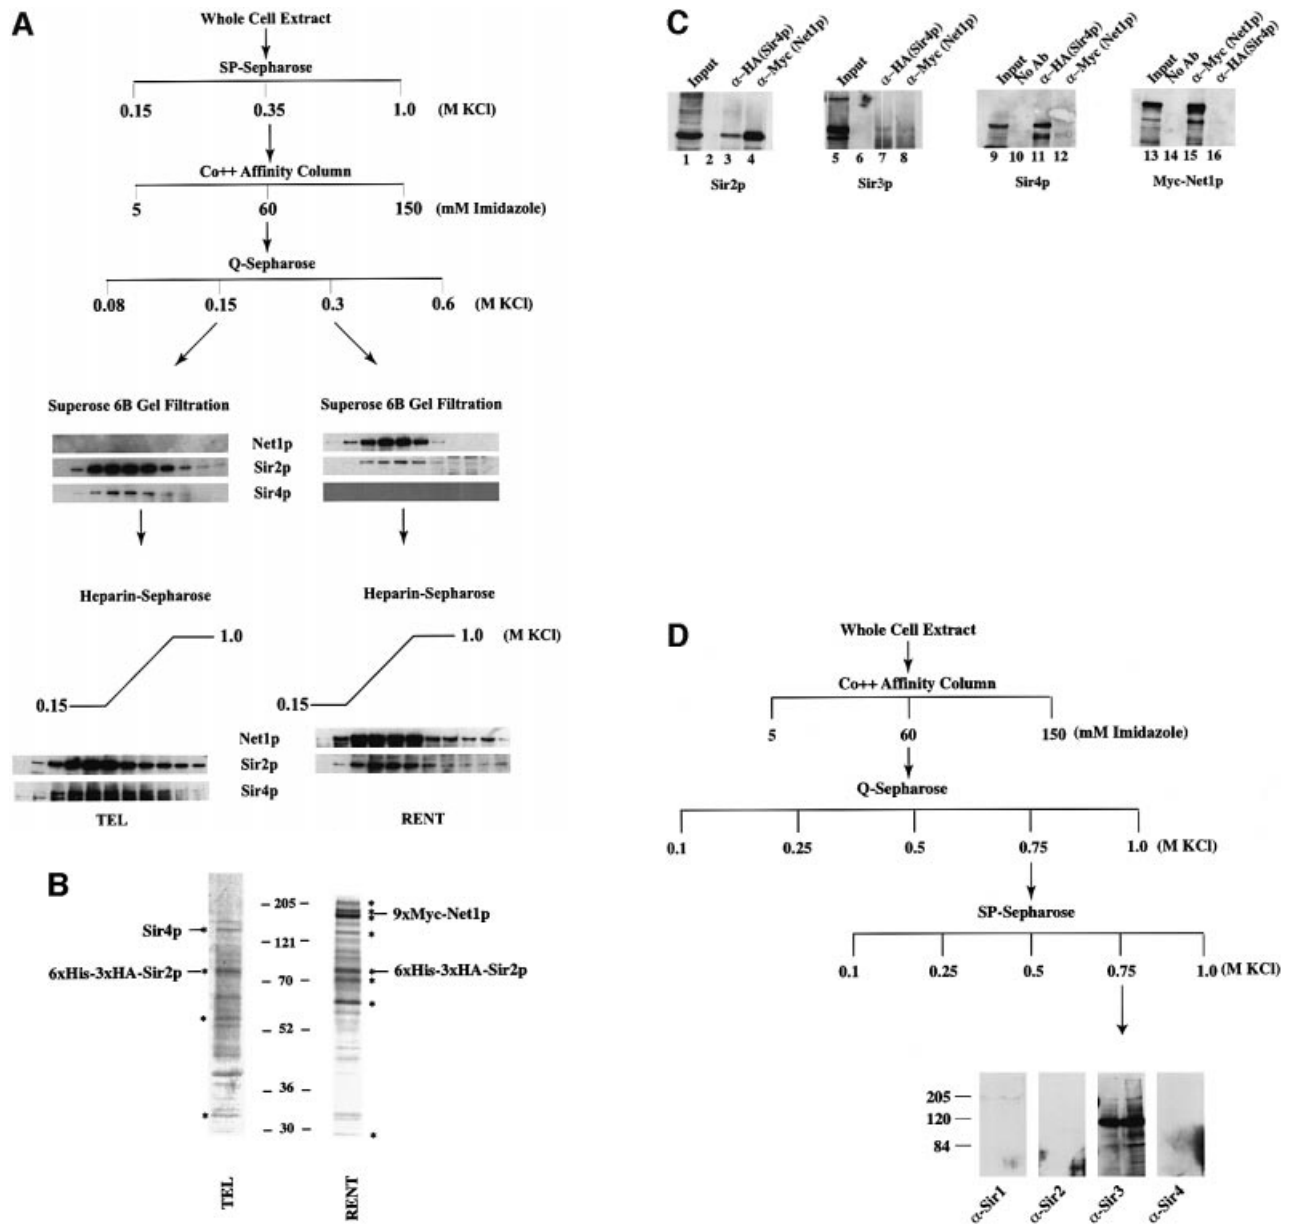 A
Whole Cell Extract
SP-Sepharose
0.15 0.35 1.0 (M KCl)
Co++ Affinity Column
5 60 150 (mM Imidazole)
Q-Sepharose
0.08 0.15 0.3 0.6 (M KCl)
Superose 6B Gel Filtration Superose 6B Gel Filtration
Net1p
Sir2p
Sir4p
Heparin-Sepharose Heparin-Sepharose
1.0 1.0 (M KCl)
0.15 0.15
Net1p
Sir2p
Sir4p
TEL RENT
B
Sir4p
6xHis-3xHA-Sir2p
– 205 –
– 121 –
– 70 –
– 52 –
– 36 –
– 30 –
9xMyc-Net1p
6xHis-3xHA-Sir2p
TEL RENT
C
Input α-HA(Sir4p) α-Myc (Net1p)
1 2 3 4
Sir2p
Input α-HA(Sir4p) α-Myc (Net1p)
5 6 7 8
Sir3p
Input No Ab α-HA(Sir4p) α-Myc (Net1p)
9 10 11 12
Sir4p
Input No Ab α-Myc (Net1p) α-HA(Sir4p)
13 14 15 16
Myc-Net1p
D
Whole Cell Extract
Co++ Affinity Column
5 60 150 (mM Imidazole)
Q-Sepharose
0.1 0.25 0.5 0.75 1.0 (M KCl)
SP-Sepharose
0.1 0.25 0.5 0.75 1.0 (M KCl)
205
120
84
α-Sir1 α-Sir2 α-Sir3 α-Sir4